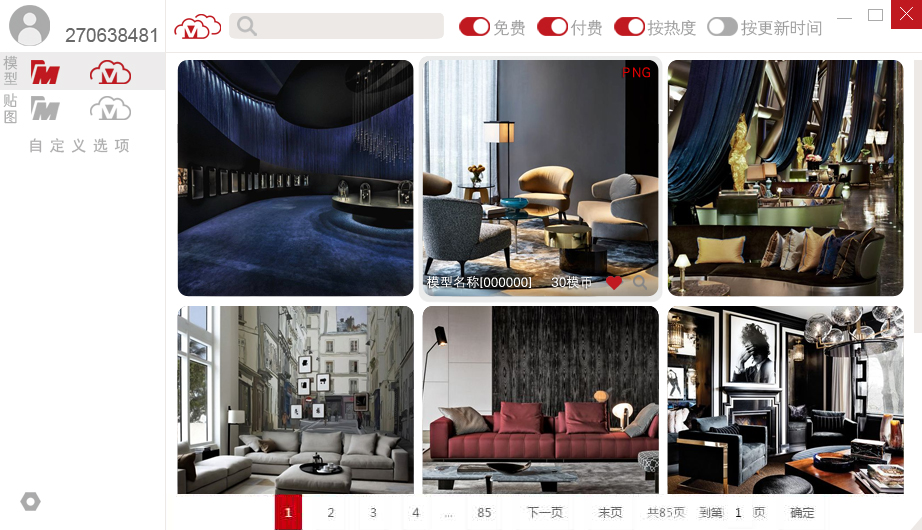 270638481
免费 付费 按热度 按更新时间
模型
贴图
自定义选项
PNG
模型名称[000000] 30模币
1 2 3 4 ... 85 下一页 末页 共85页 到第 1 页 确定